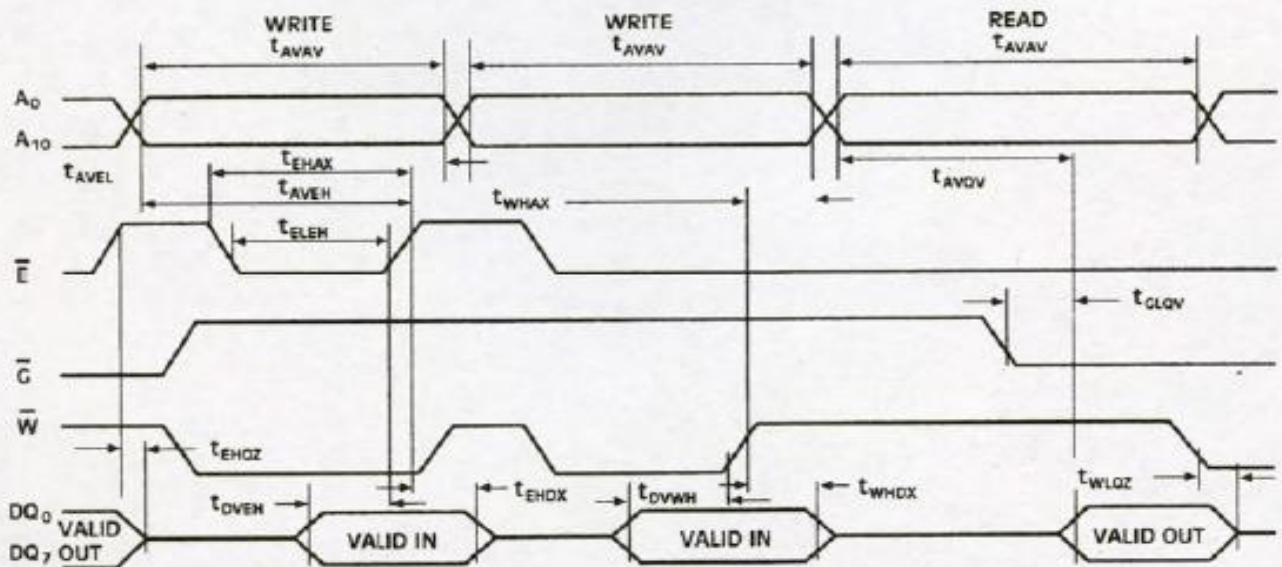 WRITE
WRITE
READ
tAVAV
tAVAV
tAVAV
A0
A10
tAVEL
tEHAX
tAVEH
tWHAX
tAVQV
tELEH
E
tGLQV
G
W
tEHQZ
tDVEH
tEHDX
tDVWH
tWHDX
tWLQZ
DQ0
VALID
OUT
DQ7
VALID IN
VALID IN
VALID OUT